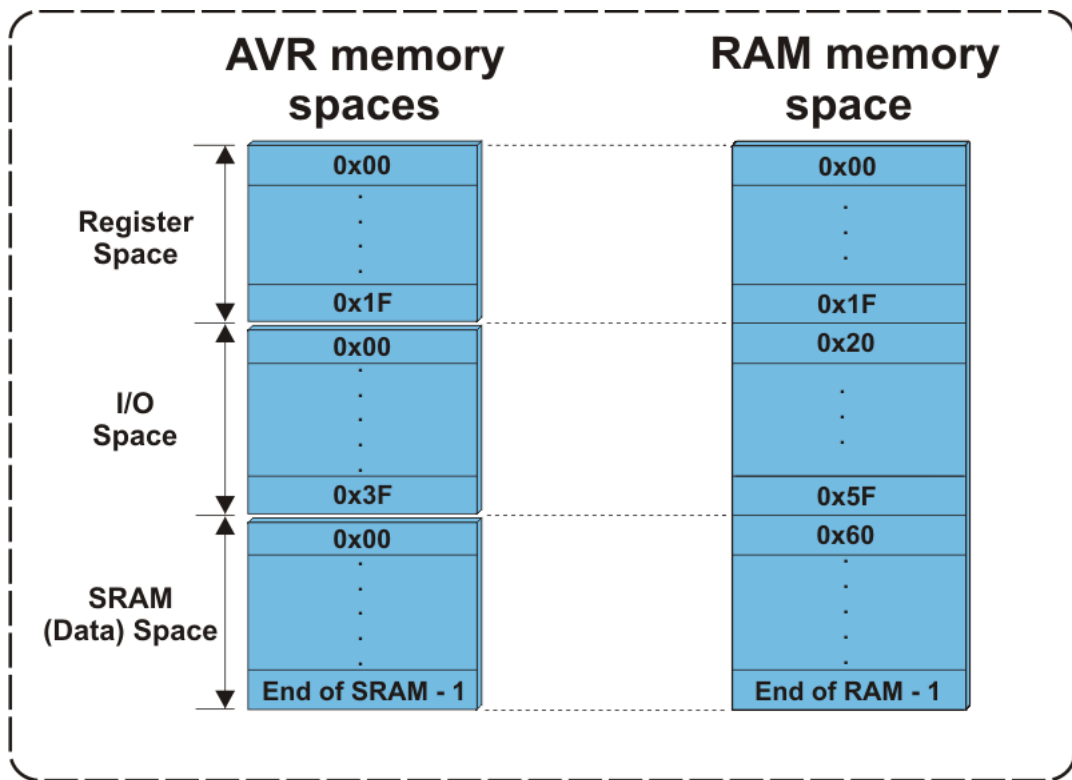 AVR memory
spaces
RAM memory
space
Register
Space
0x00
.
.
.
.
0x1F
0x00
.
.
.
0x1F
I/O
Space
0x00
.
.
.
.
.
0x3F
0x20
.
.
.
0x5F
SRAM
(Data) Space
0x00
.
.
.
.
.
End of SRAM - 1
0x60
.
.
.
.
.
End of RAM - 1